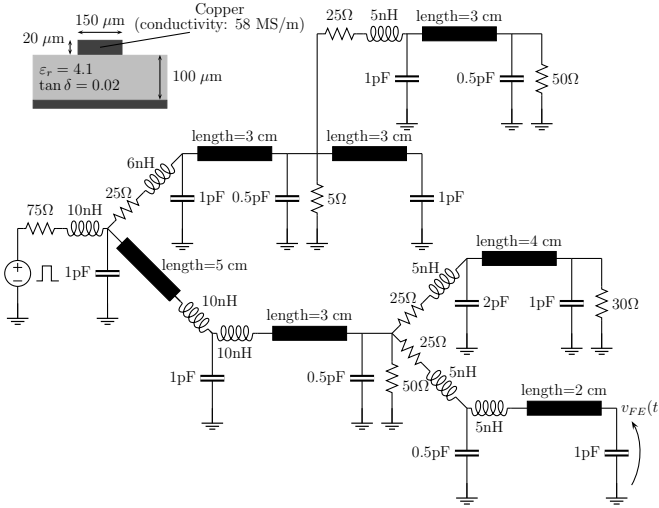 Copper
(conductivity: 58 MS/m)
150 μm
20 μm
εr = 4.1
tan δ = 0.02
100 μm
25Ω
5nH
length=3 cm
1pF
0.5pF
50Ω
length=3 cm
length=3 cm
6nH
25Ω
1pF
0.5pF
5Ω
1pF
75Ω
10nH
1pF
length=5 cm
10nH
10nH
length=3 cm
1pF
0.5pF
50Ω
25Ω
5nH
length=4 cm
2pF
1pF
30Ω
25Ω
5nH
5nH
length=2 cm
0.5pF
1pF
vFE(t